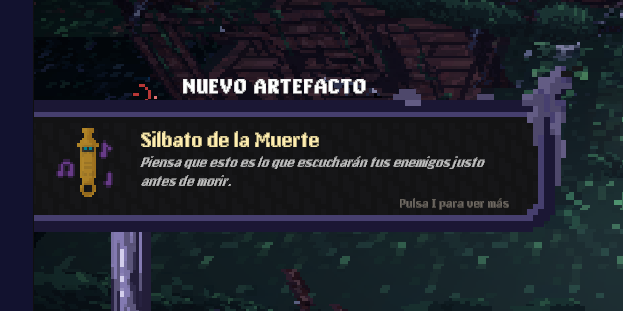 NUEVO ARTEFACTO
Silbato de la Muerte
Piensa que esto es lo que escucharán tus enemigos justo
antes de morir.
Pulsa I para ver más